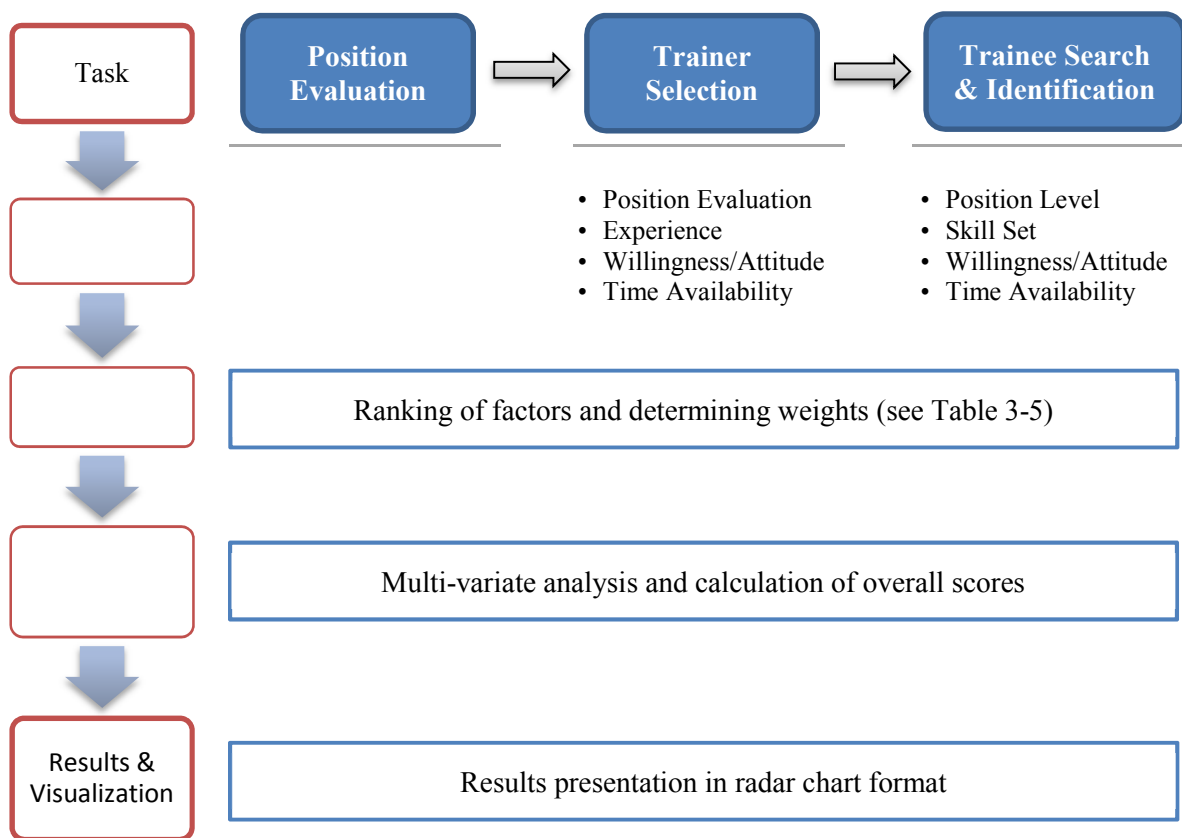 Task
Position
Evaluation
Trainer
Selection
Trainee Search
& Identification
• Position Evaluation
• Experience
• Willingness/Attitude
• Time Availability
• Position Level
• Skill Set
• Willingness/Attitude
• Time Availability
Ranking of factors and determining weights (see Table 3-5)
Multi-variate analysis and calculation of overall scores
Results &
Visualization
Results presentation in radar chart format